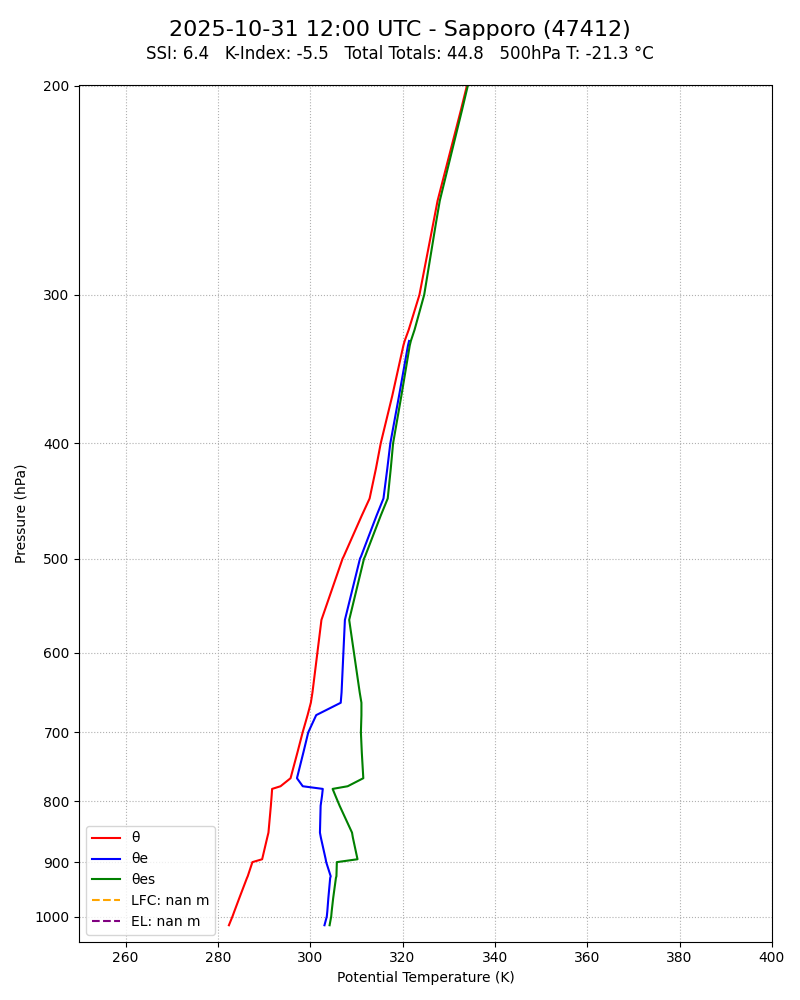 2025-10-31 12:00 UTC - Sapporo (47412)
SSI: 6.4   K-Index: -5.5   Total Totals: 44.8   500hPa T: -21.3 °C
200
300
400
500
600
700
800
900
1000
Pressure (hPa)
θ
θe
θes
LFC: nan m
EL: nan m
260 280 300 320 340 360 380 400
Potential Temperature (K)